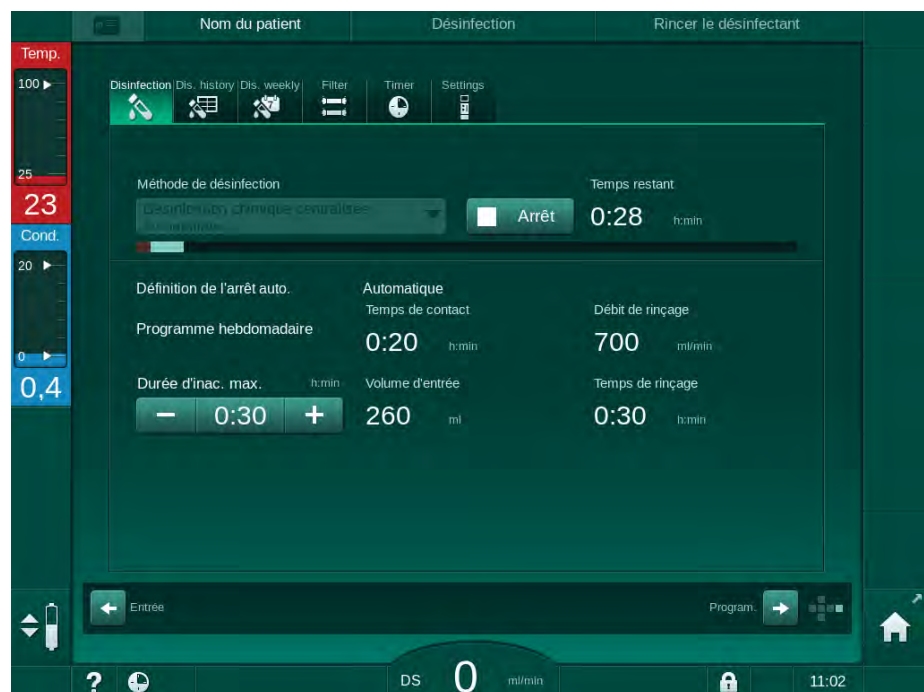 Nom du patient
Désinfection
Rincer le désinfectant
Temp.
100
25
23
Cond.
20
0
0,4
Disinfection
Dis. history
Dis. weekly
Filter
Timer
Settings
7
Méthode de désinfection
Désinfection chimique centralisée
Arrêt
Temps restant
0:28 h:min
Définition de l'arrêt auto.
Automatique
Programme hebdomadaire
Temps de contact
0:20 h:min
Débit de rinçage
700 ml/min
Durée d'inac. max. h:min
− 0:30 +
Volume d'entrée
260 ml
Temps de rinçage
0:30 h:min
Entrée
Program.
?
DS 0 ml/min
11:02